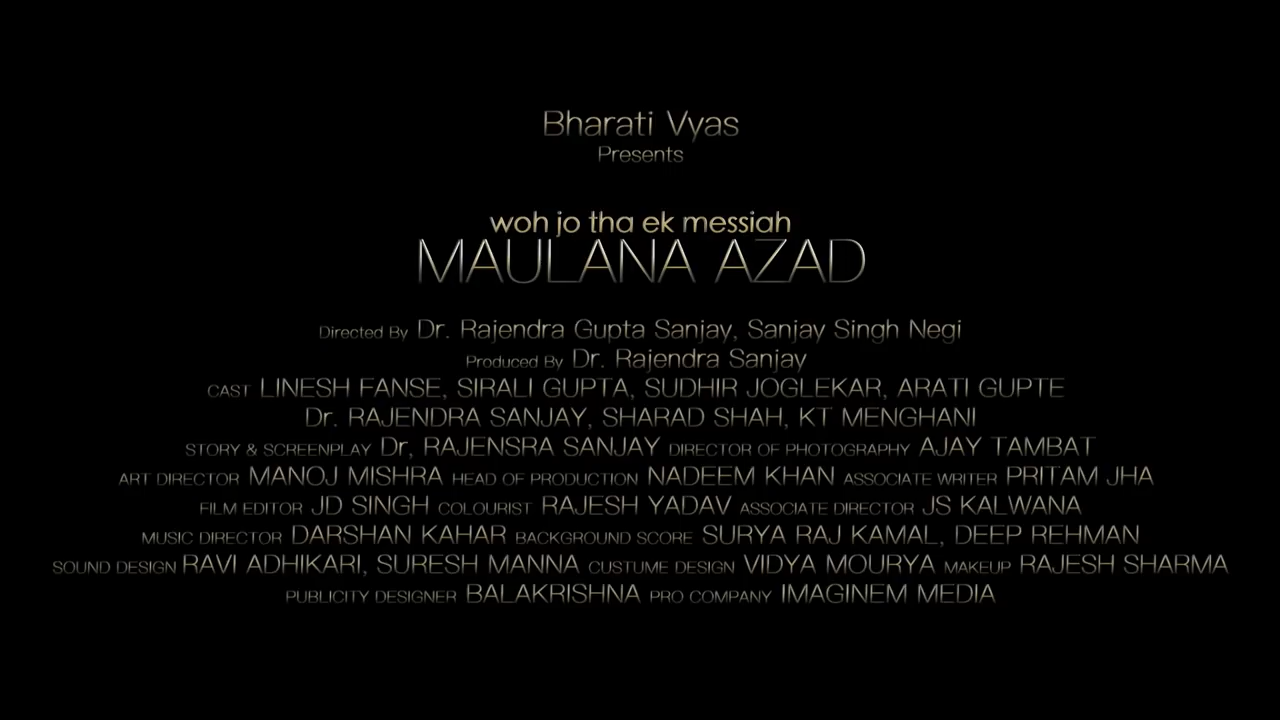 Bharati Vyas
Presents
woh jo tha ek messiah
MAULANA AZAD
Directed By Dr. Rajendra Gupta Sanjay, Sanjay Singh Negi
Produced By Dr. Rajendra Sanjay
CAST LINESH FANSE, SIRALI GUPTA, SUDHIR JOGLEKAR, ARATI GUPTE
Dr. RAJENDRA SANJAY, SHARAD SHAH, KT MENGHANI
STORY & SCREENPLAY Dr, RAJENSRA SANJAY DIRECTOR OF PHOTOGRAPHY AJAY TAMBAT
ART DIRECTOR MANOJ MISHRA HEAD OF PRODUCTION NADEEM KHAN ASSOCIATE WRITER PRITAM JHA
FILM EDITOR JD SINGH COLOURIST RAJESH YADAV ASSOCIATE DIRECTOR JS KALWANA
MUSIC DIRECTOR DARSHAN KAHAR BACKGROUND SCORE SURYA RAJ KAMAL, DEEP REHMAN
SOUND DESIGN RAVI ADHIKARI, SURESH MANNA CUSTUME DESIGN VIDYA MOURYA MAKEUP RAJESH SHARMA
PUBLICITY DESIGNER BALAKRISHNA PRO COMPANY IMAGINEM MEDIA